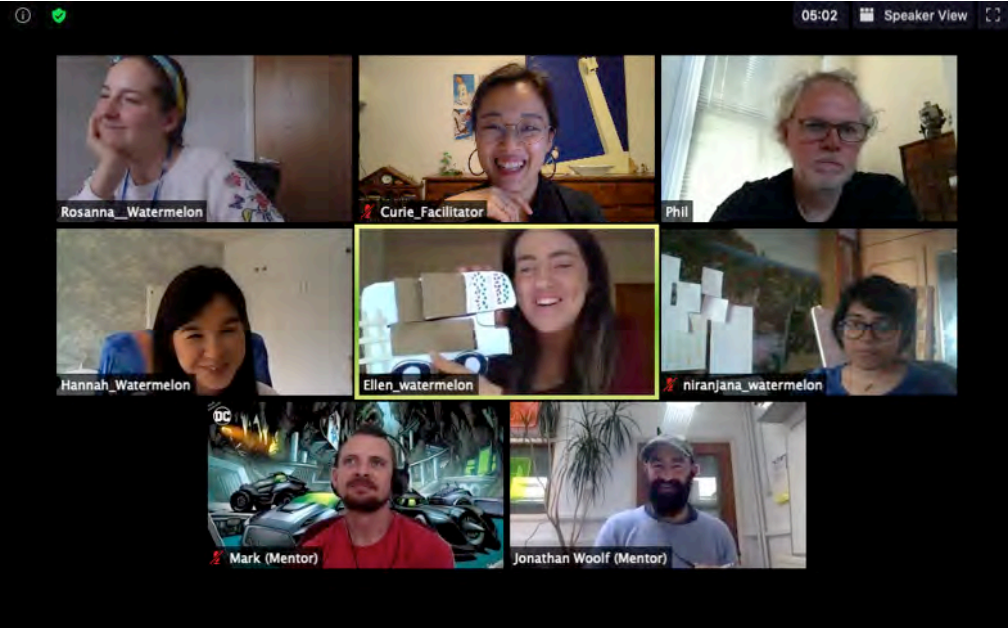 05:02 Speaker View
Rosanna__Watermelon
Curie_Facilitator
Phil
Hannah_Watermelon
Ellen_watermelon
niranjana_watermelon
DC
Mark (Mentor)
Jonathan Woolf (Mentor)